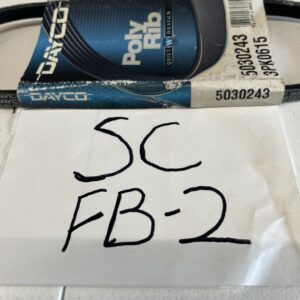 DAYCO
Poly
Rib
5030243
3PK0615
DAYCO
5030243
SC
FB-2